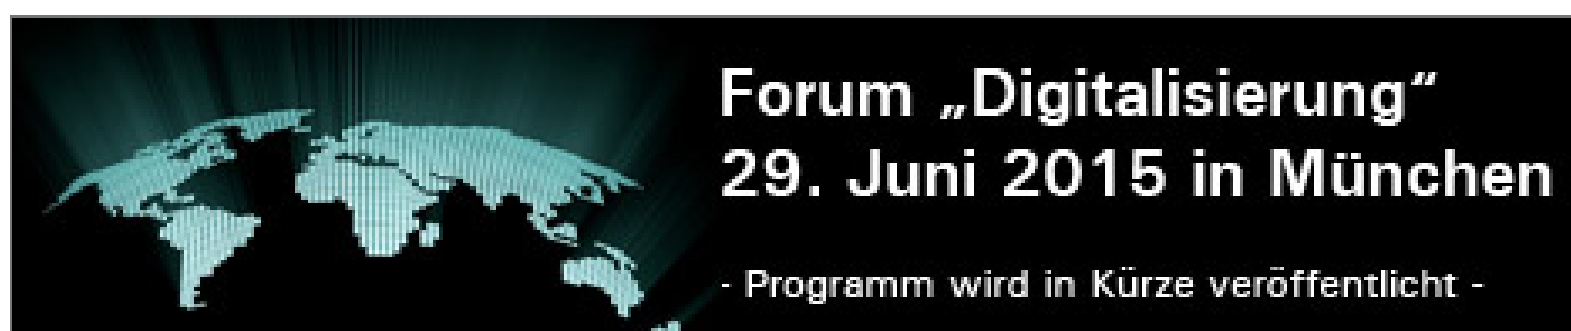 Forum „Digitalisierung“
29. Juni 2015 in München
- Programm wird in Kürze veröffentlicht -